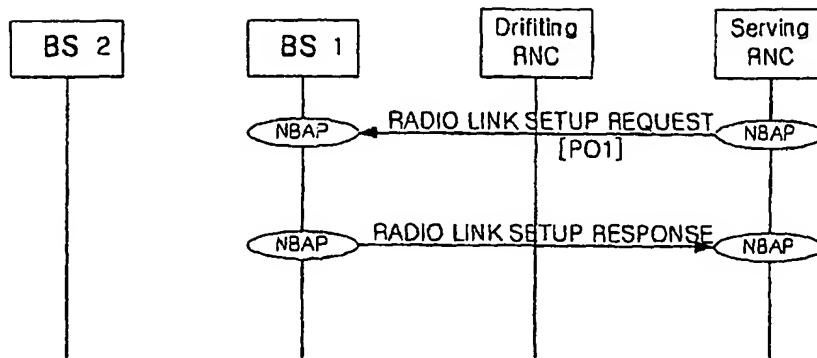 BS 2
BS 1
Drifiting
RNC
Serving
RNC
NBAP
RADIO LINK SETUP REQUEST
[PO1]
NBAP
NBAP
RADIO LINK SETUP RESPONSE
NBAP